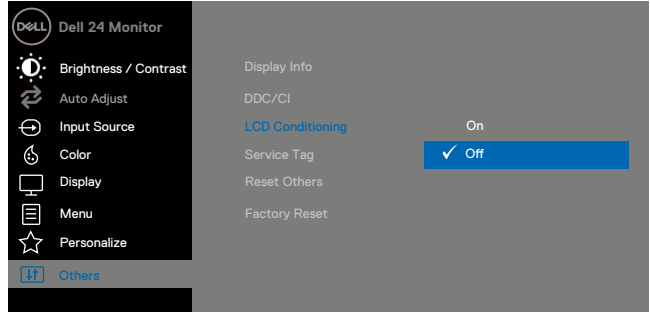 DELL Dell 24 Monitor
Brightness / Contrast
Auto Adjust
Input Source
Color
Display
Menu
Personalize
Others
Display Info
DDC/CI
LCD Conditioning
Service Tag
Reset Others
Factory Reset
On
Off